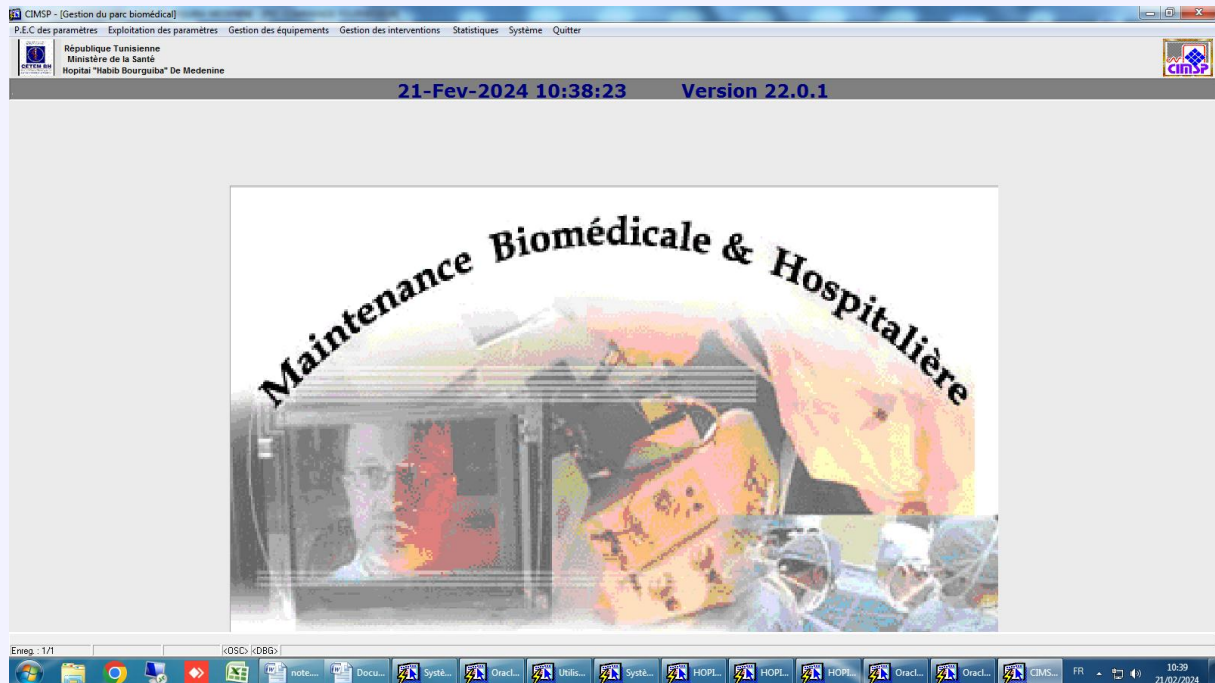 CIMSP - [Gestion du parc biomédical]
P.E.C des paramètres Exploitation des paramètres Gestion des équipements Gestion des interventions Statistiques Système Quitter
République Tunisienne
Ministère de la Santé
Hopital "Habib Bourguiba" De Medenine
CIMSP
21-Fev-2024 10:38:23 Version 22.0.1
Maintenance Biomédicale & Hospitalière
Enreg. : 1/1 <OSC> <DBG>
note.... Docu... Systè... Oracl... Utilis... Systè... HOPI... HOPI... HOPI... Oracl... Oracl... CIMS... FR 10:39
21/02/2024